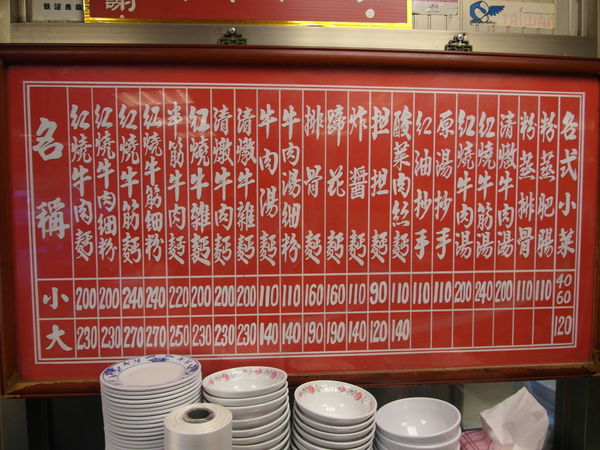 謝
TAIWAN
名稱
紅燒牛肉麵
紅燒牛肉細粉
紅燒牛筋麵
紅燒牛筋細粉
半筋牛肉麵
紅燒牛雜麵
清燉牛肉麵
清燉牛雜麵
牛肉湯麵
牛肉湯細粉
排骨麵
蹄花麵
炸醬麵
担担麵
酸菜肉絲麵
紅油抄手
原湯抄手
紅燒牛肉湯
紅燒牛筋湯
清燉牛肉湯
粉蒸排骨
粉蒸肥腸
各式小菜
小 200 200 240 240 220 200 200 200 110 110 160 160 110 90 110 110 110 200 240 200 110 110 40 60
大 230 230 270 270 250 230 230 230 140 140 190 190 140 120 140 120